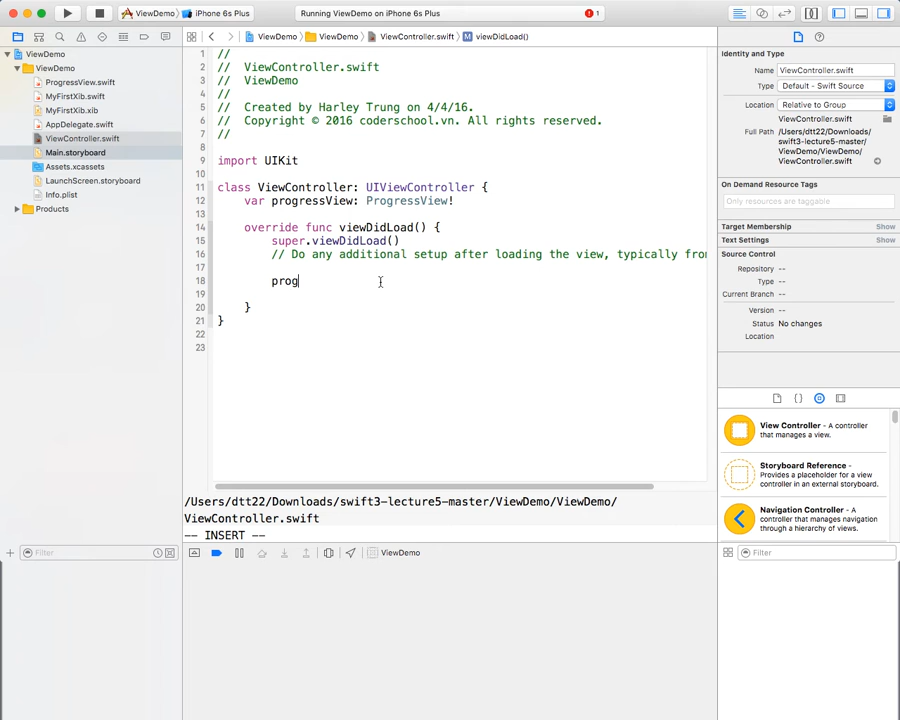 ViewDemo
iPhone 6s Plus
Running ViewDemo on iPhone 6s Plus
1
ViewDemo
ViewDemo
ViewController.swift
M
viewDidLoad()
ViewDemo
ViewDemo
ProgressView.swift
MyFirstXib.swift
MyFirstXib.xib
AppDelegate.swift
ViewController.swift
Main.storyboard
Assets.xcassets
LaunchScreen.storyboard
Info.plist
Products
Filter
1 //
2 // ViewController.swift
3 // ViewDemo
4 //
5 // Created by Harley Trung on 4/4/16.
6 // Copyright © 2016 coderschool.vn. All rights reserved.
7 //
8
9 import UIKit
10
11 class ViewController: UIViewController {
12 var progressView: ProgressView!
13
14 override func viewDidLoad() {
15 super.viewDidLoad()
16 // Do any additional setup after loading the view, typically from
17
18 prog
19
20 }
21 }
22
23
/Users/dtt22/Downloads/swift3-lecture5-master/ViewDemo/ViewDemo/
ViewController.swift
-- INSERT --
ViewDemo
Identity and Type
Name ViewController.swift
Type Default - Swift Source
Location Relative to Group
ViewController.swift
Full Path /Users/dtt22/Downloads/
swift3-lecture5-master/
ViewDemo/ViewDemo/
ViewController.swift
On Demand Resource Tags
Only resources are taggable
Target Membership Show
Text Settings Show
Source Control
Repository --
Type --
Current Branch --
Version --
Status No changes
Location
View Controller - A
controller that manages a view.
Storyboard Reference -
Provides a placeholder for a view
controller in an external storyboard.
Navigation Controller - A
controller that manages navigation
through a hierarchy of views.
Filter